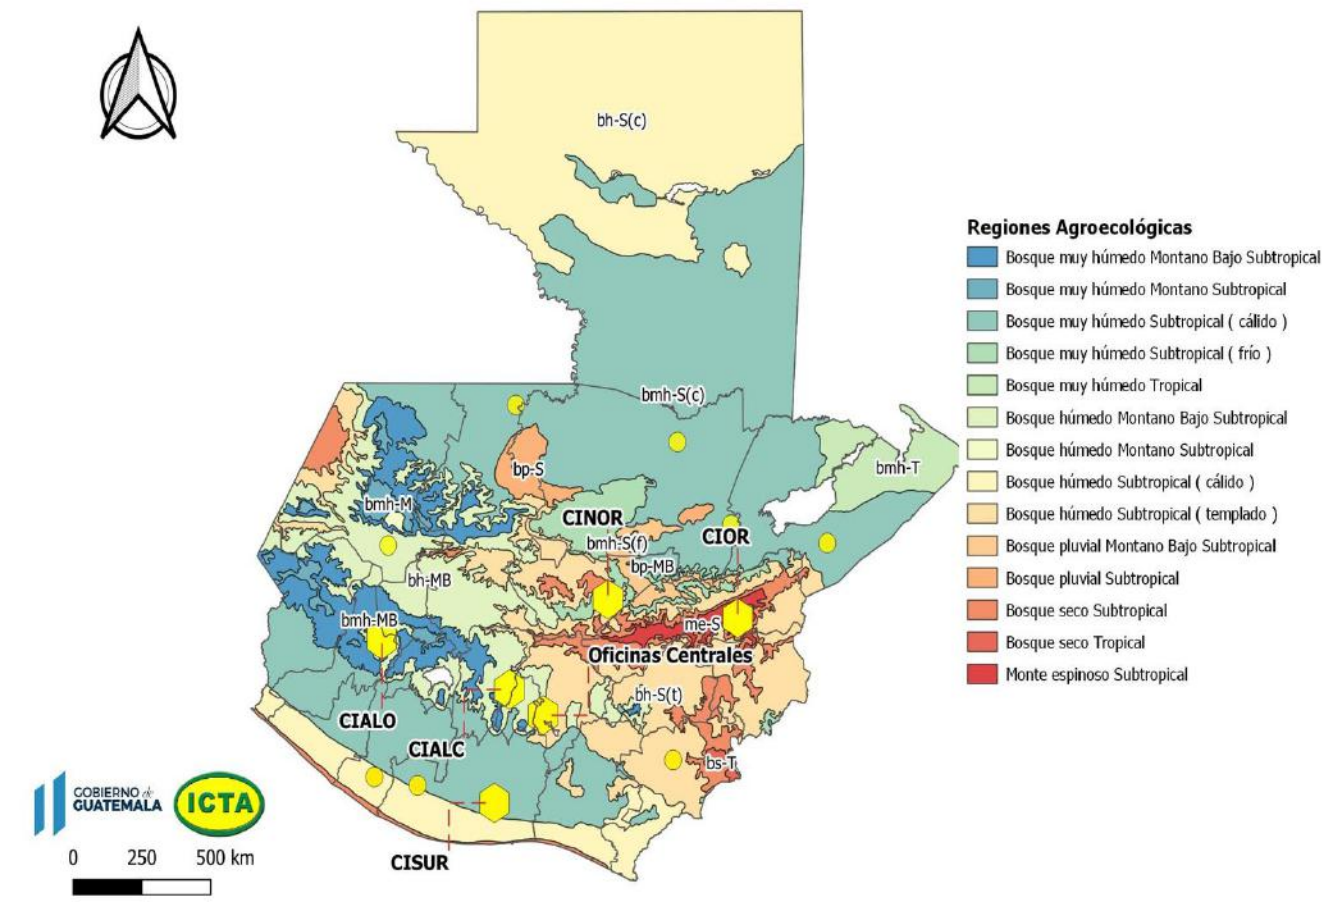 bh-S(c)
Regiones Agroecológicas
Bosque muy húmedo Montano Bajo Subtropical
Bosque muy húmedo Montano Subtropical
Bosque muy húmedo Subtropical ( cálido )
Bosque muy húmedo Subtropical ( frío )
Bosque muy húmedo Tropical
Bosque húmedo Montano Bajo Subtropical
Bosque húmedo Montano Subtropical
Bosque húmedo Subtropical ( cálido )
Bosque húmedo Subtropical ( templado )
Bosque pluvial Montano Bajo Subtropical
Bosque pluvial Subtropical
Bosque seco Subtropical
Bosque seco Tropical
Monte espinoso Subtropical
bmh-S(c)
bp-S
bmh-T
bmh-M
CINOR
CIOR
bmh-S(f)
bp-MB
bh-MB
bmh-MB
me-S
Oficinas Centrales
bh-S(t)
CIALO
CIALC
bs-T
GOBIERNO de
GUATEMALA
ICTA
0 250 500 km
CISUR